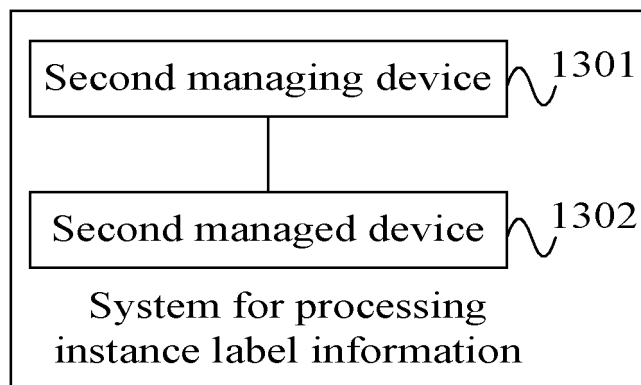 Second managing device
1301
Second managed device
1302
System for processing
instance label information